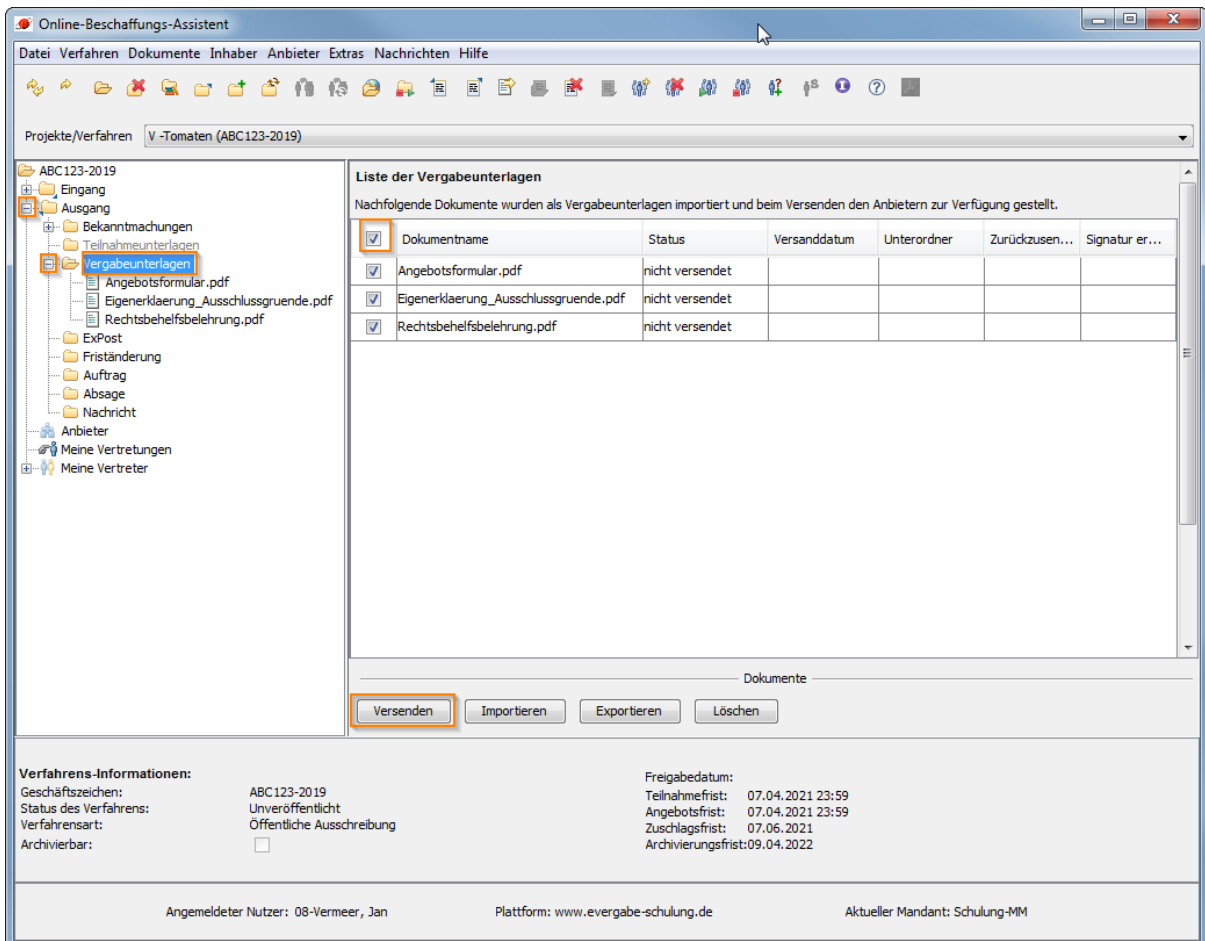 Online-Beschaffungs-Assistent
Datei Verfahren Dokumente Inhaber Anbieter Extras Nachrichten Hilfe
Projekte/Verfahren V -Tomaten (ABC123-2019)
ABC123-2019
Eingang
Ausgang
Bekanntmachungen
Teilnahmeunterlagen
Vergabeunterlagen
Angebotsformular.pdf
Eigenerklaerung_Ausschlussgruende.pdf
Rechtsbehelfsbelehrung.pdf
ExPost
Friständerung
Auftrag
Absage
Nachricht
Anbieter
Meine Vertretungen
Meine Vertreter
Liste der Vergabeunterlagen
Nachfolgende Dokumente wurden als Vergabeunterlagen importiert und beim Versenden den Anbietern zur Verfügung gestellt.
Dokumentname Status Versanddatum Unterordner Zurückzusen... Signatur er...
Angebotsformular.pdf nicht versendet
Eigenerklaerung_Ausschlussgruende.pdf nicht versendet
Rechtsbehelfsbelehrung.pdf nicht versendet
Dokumente
Versenden Importieren Exportieren Löschen
Verfahrens-Informationen:
Geschäftszeichen: ABC123-2019
Status des Verfahrens: Unveröffentlicht
Verfahrensart: Öffentliche Ausschreibung
Archivierbar:
Freigabedatum:
Teilnahmefrist: 07.04.2021 23:59
Angebotsfrist: 07.04.2021 23:59
Zuschlagsfrist: 07.06.2021
Archivierungsfrist:09.04.2022
Angemeldeter Nutzer: 08-Vermeer, Jan Plattform: www.evergabe-schulung.de Aktueller Mandant: Schulung-MM